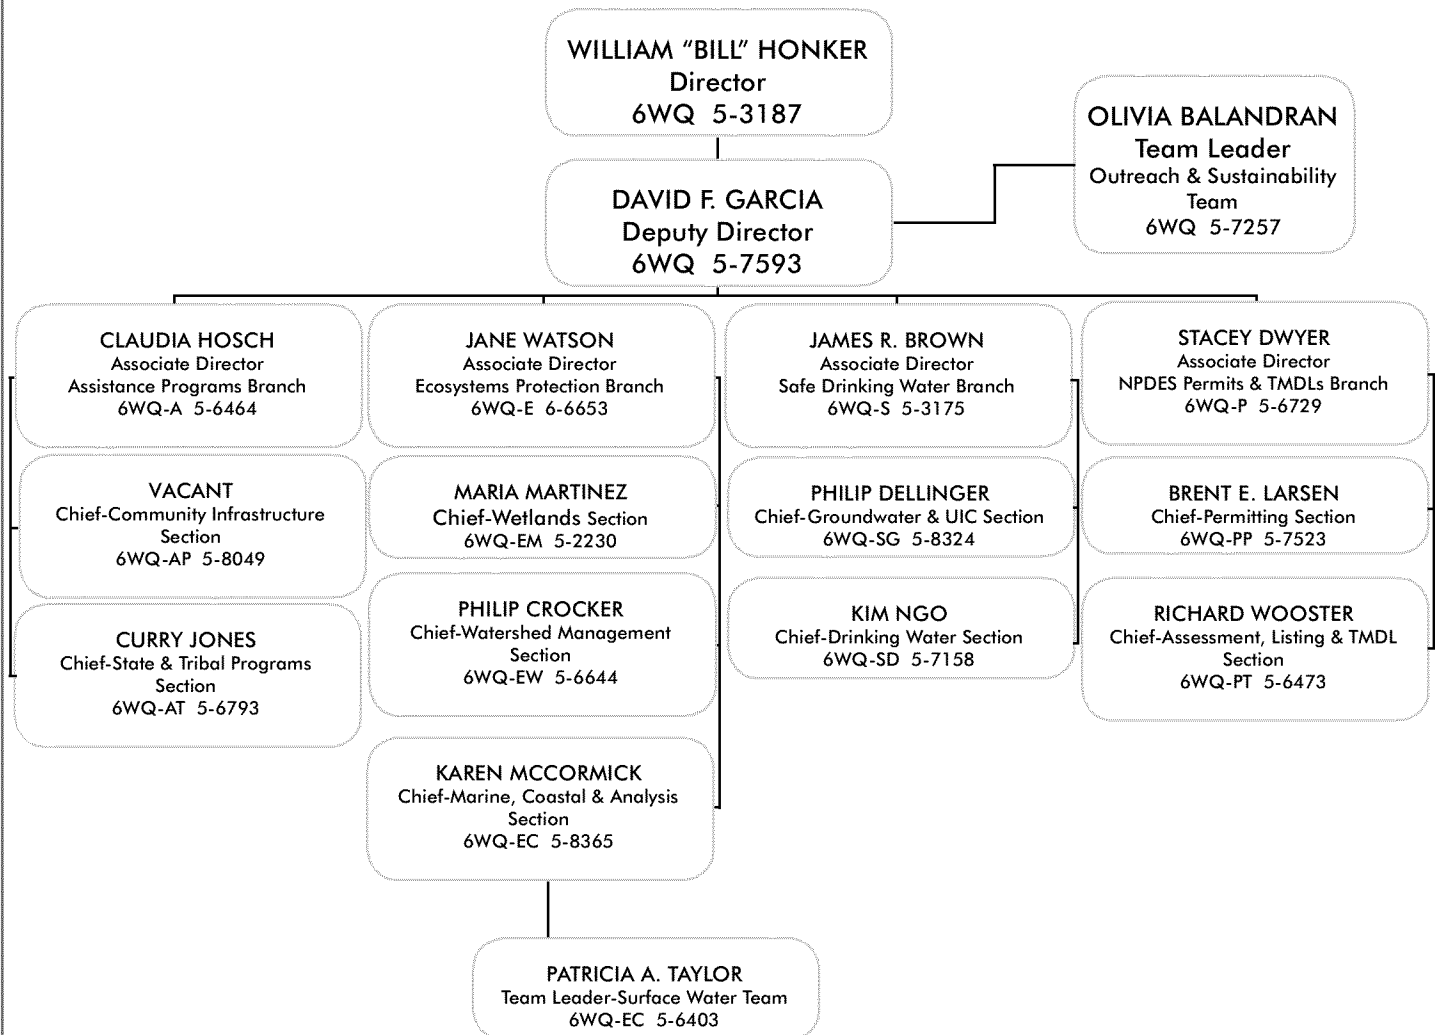 WILLIAM “BILL” HONKER
Director
6WQ 5-3187
OLIVIA BALANDRAN
Team Leader
Outreach & Sustainability
Team
6WQ 5-7257
DAVID F. GARCIA
Deputy Director
6WQ 5-7593
CLAUDIA HOSCH
Associate Director
Assistance Programs Branch
6WQ-A 5-6464
VACANT
Chief-Community Infrastructure
Section
6WQ-AP 5-8049
CURRY JONES
Chief-State & Tribal Programs
Section
6WQ-AT 5-6793
JANE WATSON
Associate Director
Ecosystems Protection Branch
6WQ-E 6-6653
MARIA MARTINEZ
Chief-Wetlands Section
6WQ-EM 5-2230
PHILIP CROCKER
Chief-Watershed Management
Section
6WQ-EW 5-6644
KAREN MCCORMICK
Chief-Marine, Coastal & Analysis
Section
6WQ-EC 5-8365
PATRICIA A. TAYLOR
Team Leader-Surface Water Team
6WQ-EC 5-6403
JAMES R. BROWN
Associate Director
Safe Drinking Water Branch
6WQ-S 5-3175
PHILIP DELLINGER
Chief-Groundwater & UIC Section
6WQ-SG 5-8324
KIM NGO
Chief-Drinking Water Section
6WQ-SD 5-7158
STACEY DWYER
Associate Director
NPDES Permits & TMDLs Branch
6WQ-P 5-6729
BRENT E. LARSEN
Chief-Permitting Section
6WQ-PP 5-7523
RICHARD WOOSTER
Chief-Assessment, Listing & TMDL
Section
6WQ-PT 5-6473